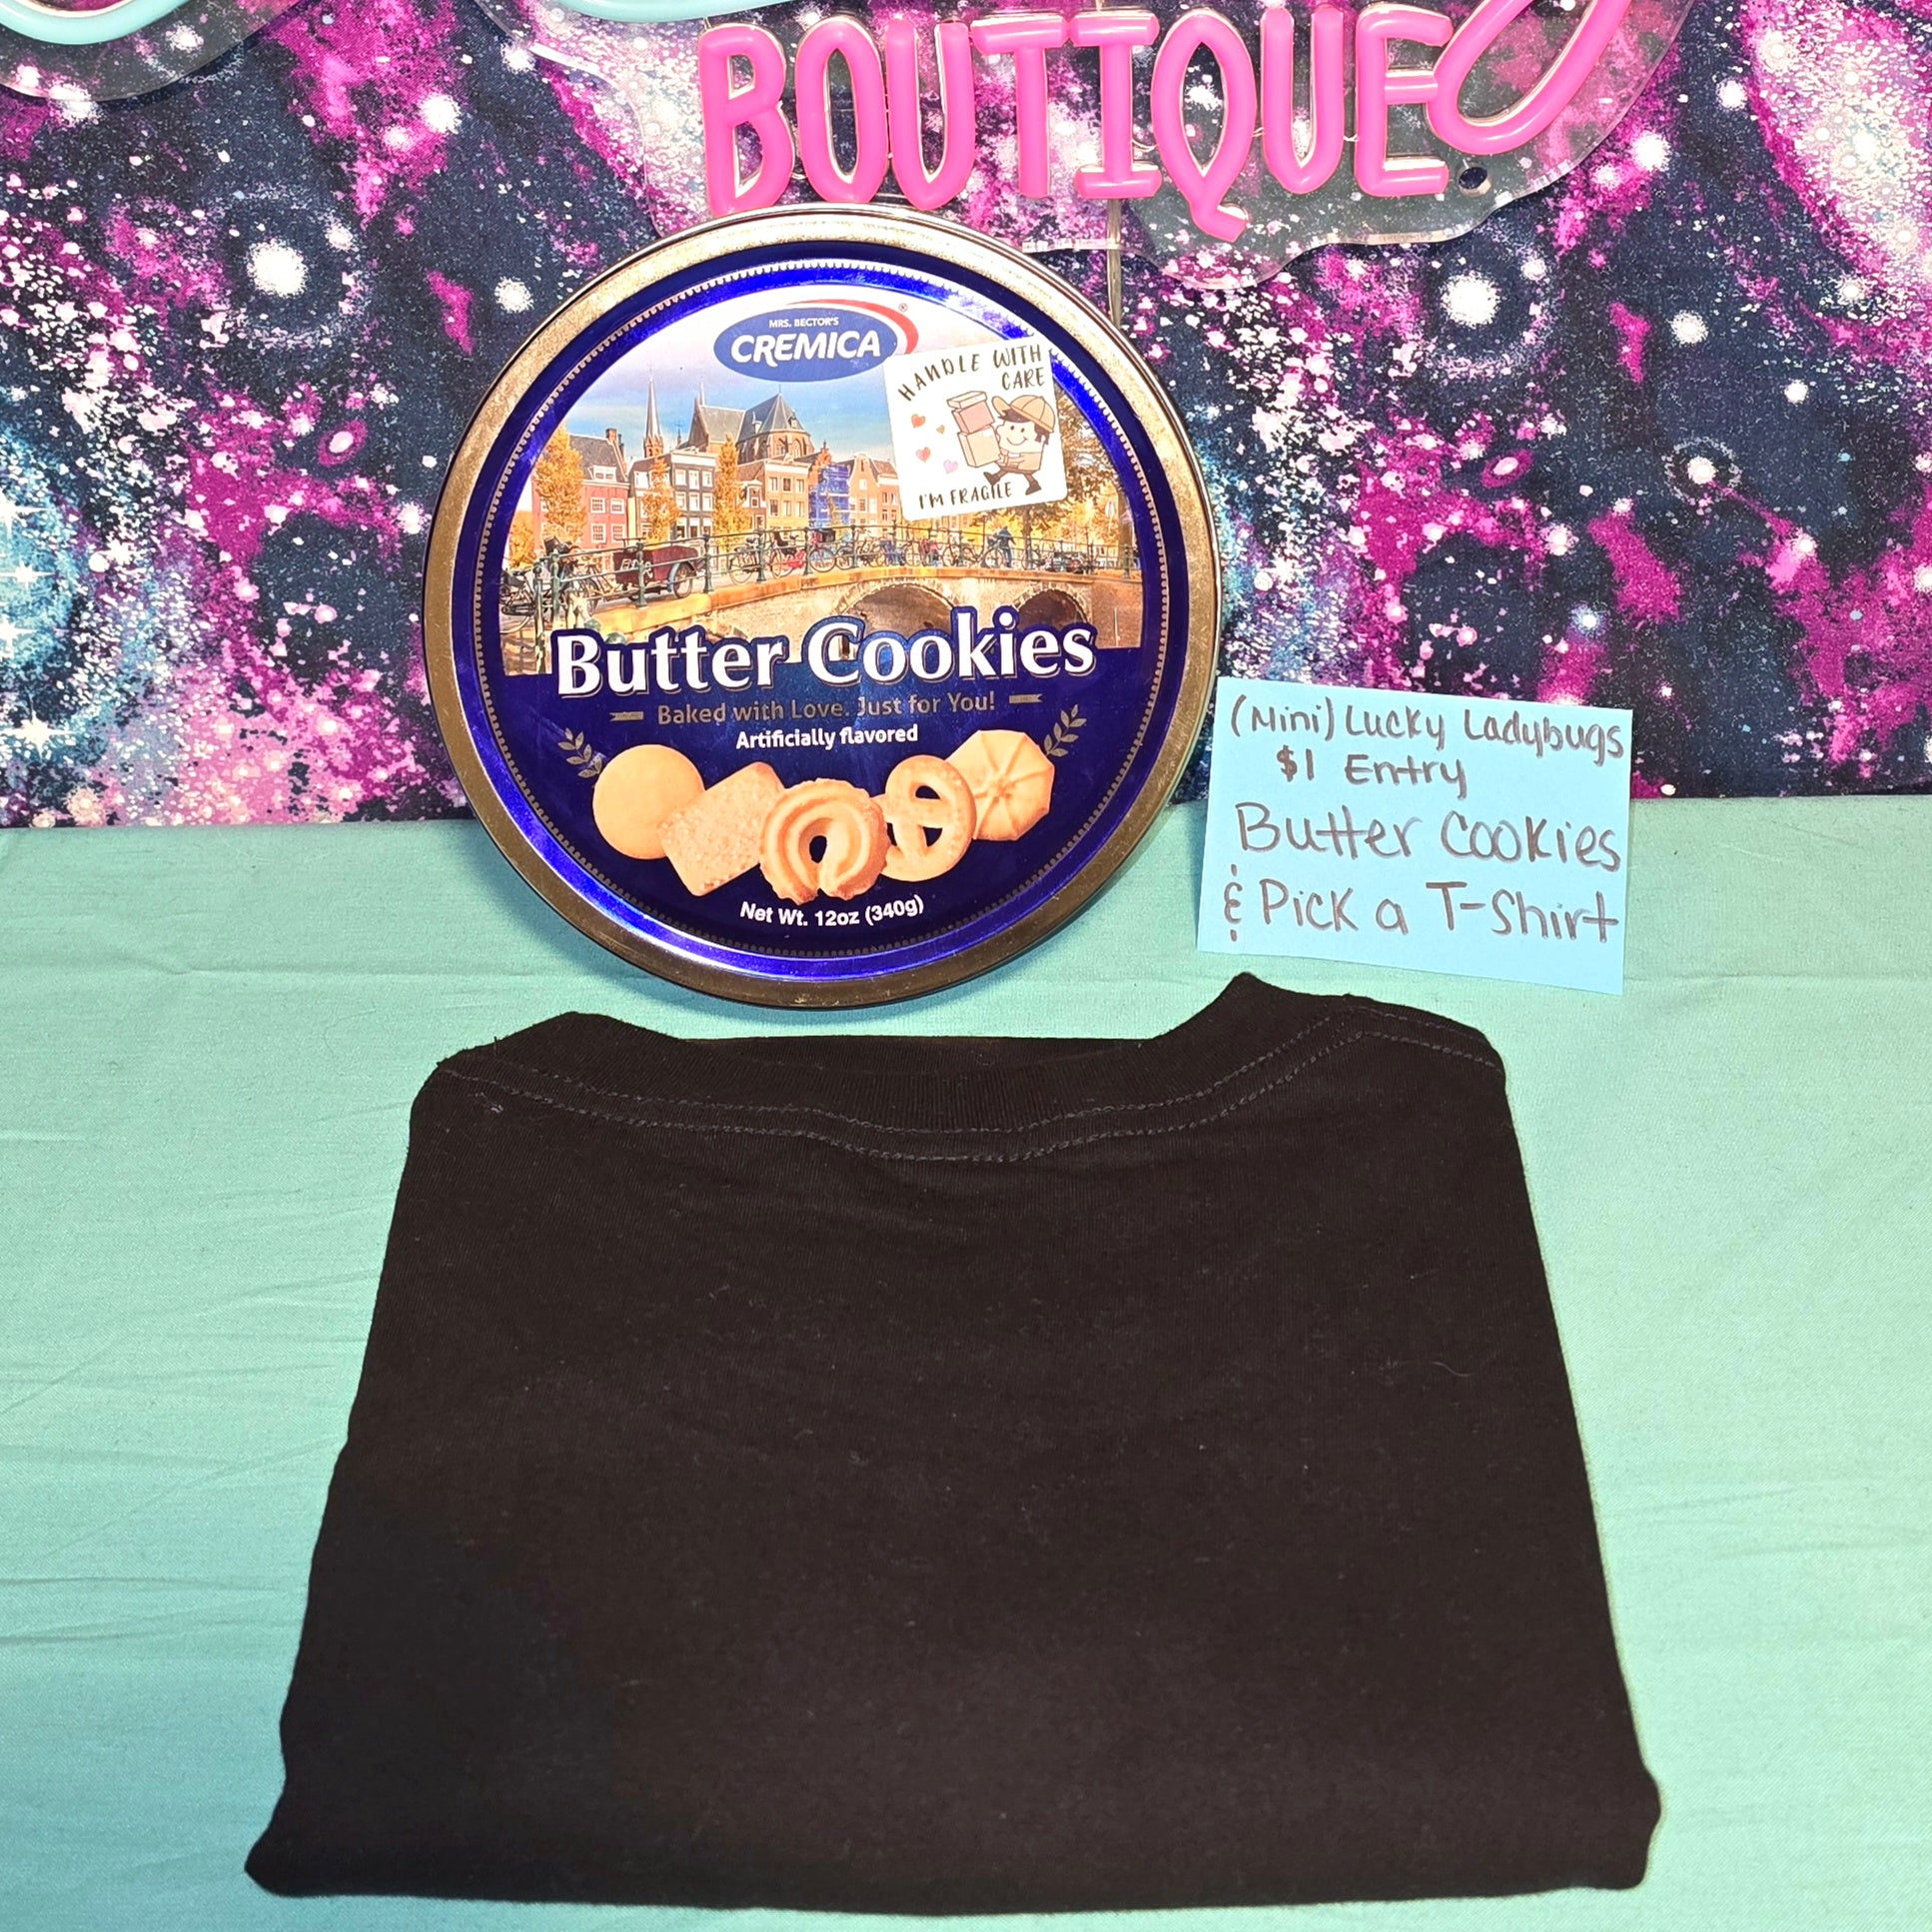 BOUTIQUE
MRS. BECTOR'S
CREMICA®
HANDLE WITH
CARE
I'M FRAGILE
Butter Cookies
Baked with Love. Just for You!
Artificially flavored
Net Wt. 12oz (340g)
(Mini) Lucky Ladybugs
$1 Entry
Butter Cookies
& Pick a T-Shirt